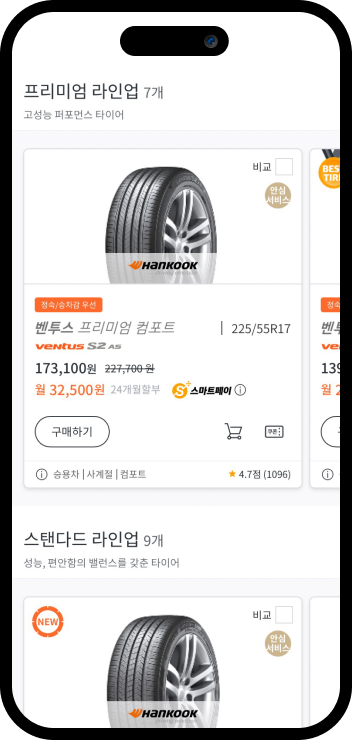 프리미엄 라인업 7개
고성능 퍼포먼스 타이어
비교
안심
서비스
HANKOOK
정숙/승차감 우선
벤투스 프리미엄 컴포트 | 225/55R17
ventus S2 AS
173,100원 227,700 원
월 32,500원 24개월할부 S 스마트페이
구매하기
쿠폰
승용차 | 사계절 | 컴포트
4.7점 (1096)
스탠다드 라인업 9개
성능, 편안함의 밸런스를 갖춘 타이어
NEW
비교
안심
서비스
HANKOOK